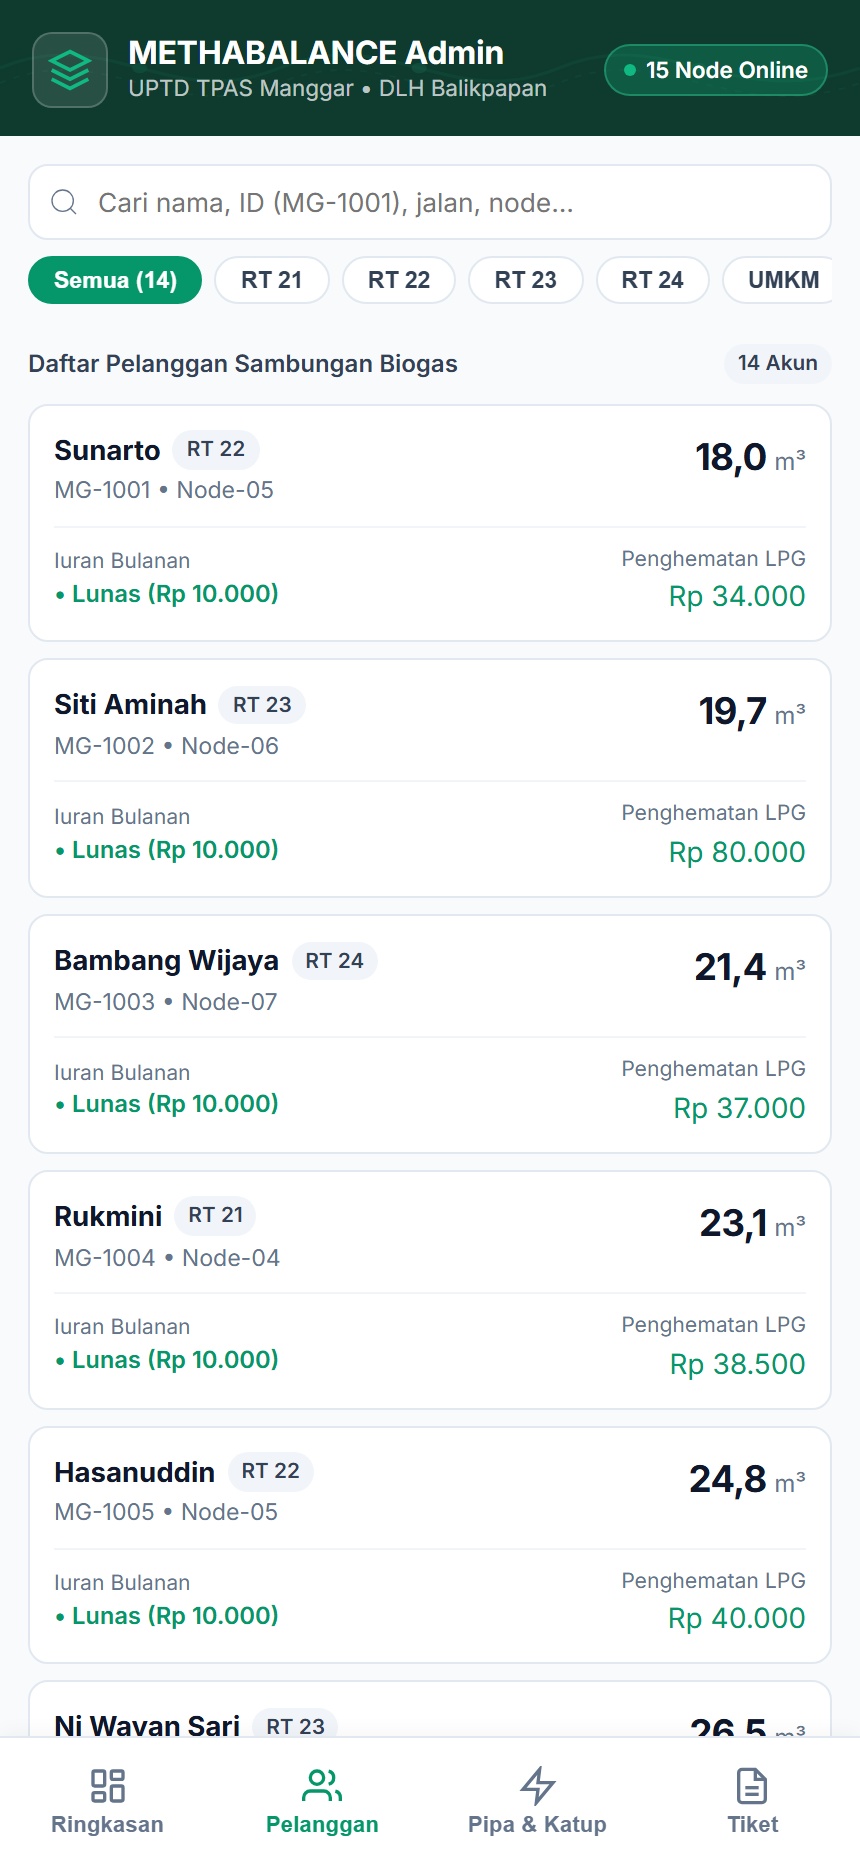 METHABALANCE Admin
UPTD TPAS Manggar • DLH Balikpapan
15 Node Online
Cari nama, ID (MG-1001), jalan, node...
Semua (14)
RT 21
RT 22
RT 23
RT 24
UMKM
Daftar Pelanggan Sambungan Biogas
14 Akun
Sunarto RT 22
18,0 m³
MG-1001 • Node-05
Iuran Bulanan
Penghematan LPG
• Lunas (Rp 10.000)
Rp 34.000
Siti Aminah RT 23
19,7 m³
MG-1002 • Node-06
Iuran Bulanan
Penghematan LPG
• Lunas (Rp 10.000)
Rp 80.000
Bambang Wijaya RT 24
21,4 m³
MG-1003 • Node-07
Iuran Bulanan
Penghematan LPG
• Lunas (Rp 10.000)
Rp 37.000
Rukmini RT 21
23,1 m³
MG-1004 • Node-04
Iuran Bulanan
Penghematan LPG
• Lunas (Rp 10.000)
Rp 38.500
Hasanuddin RT 22
24,8 m³
MG-1005 • Node-05
Iuran Bulanan
Penghematan LPG
• Lunas (Rp 10.000)
Rp 40.000
Ni Wayan Sari RT 23
26,5 m³
Ringkasan
Pelanggan
Pipa & Katup
Tiket